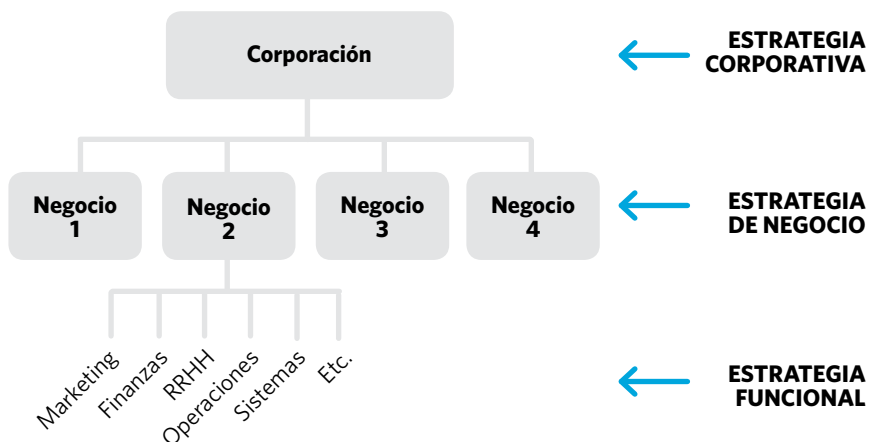 Corporación
ESTRATEGIA
CORPORATIVA
Negocio
1
Negocio
2
Negocio
3
Negocio
4
ESTRATEGIA
DE NEGOCIO
Marketing
Finanzas
RRHH
Operaciones
Sistemas
Etc.
ESTRATEGIA
FUNCIONAL